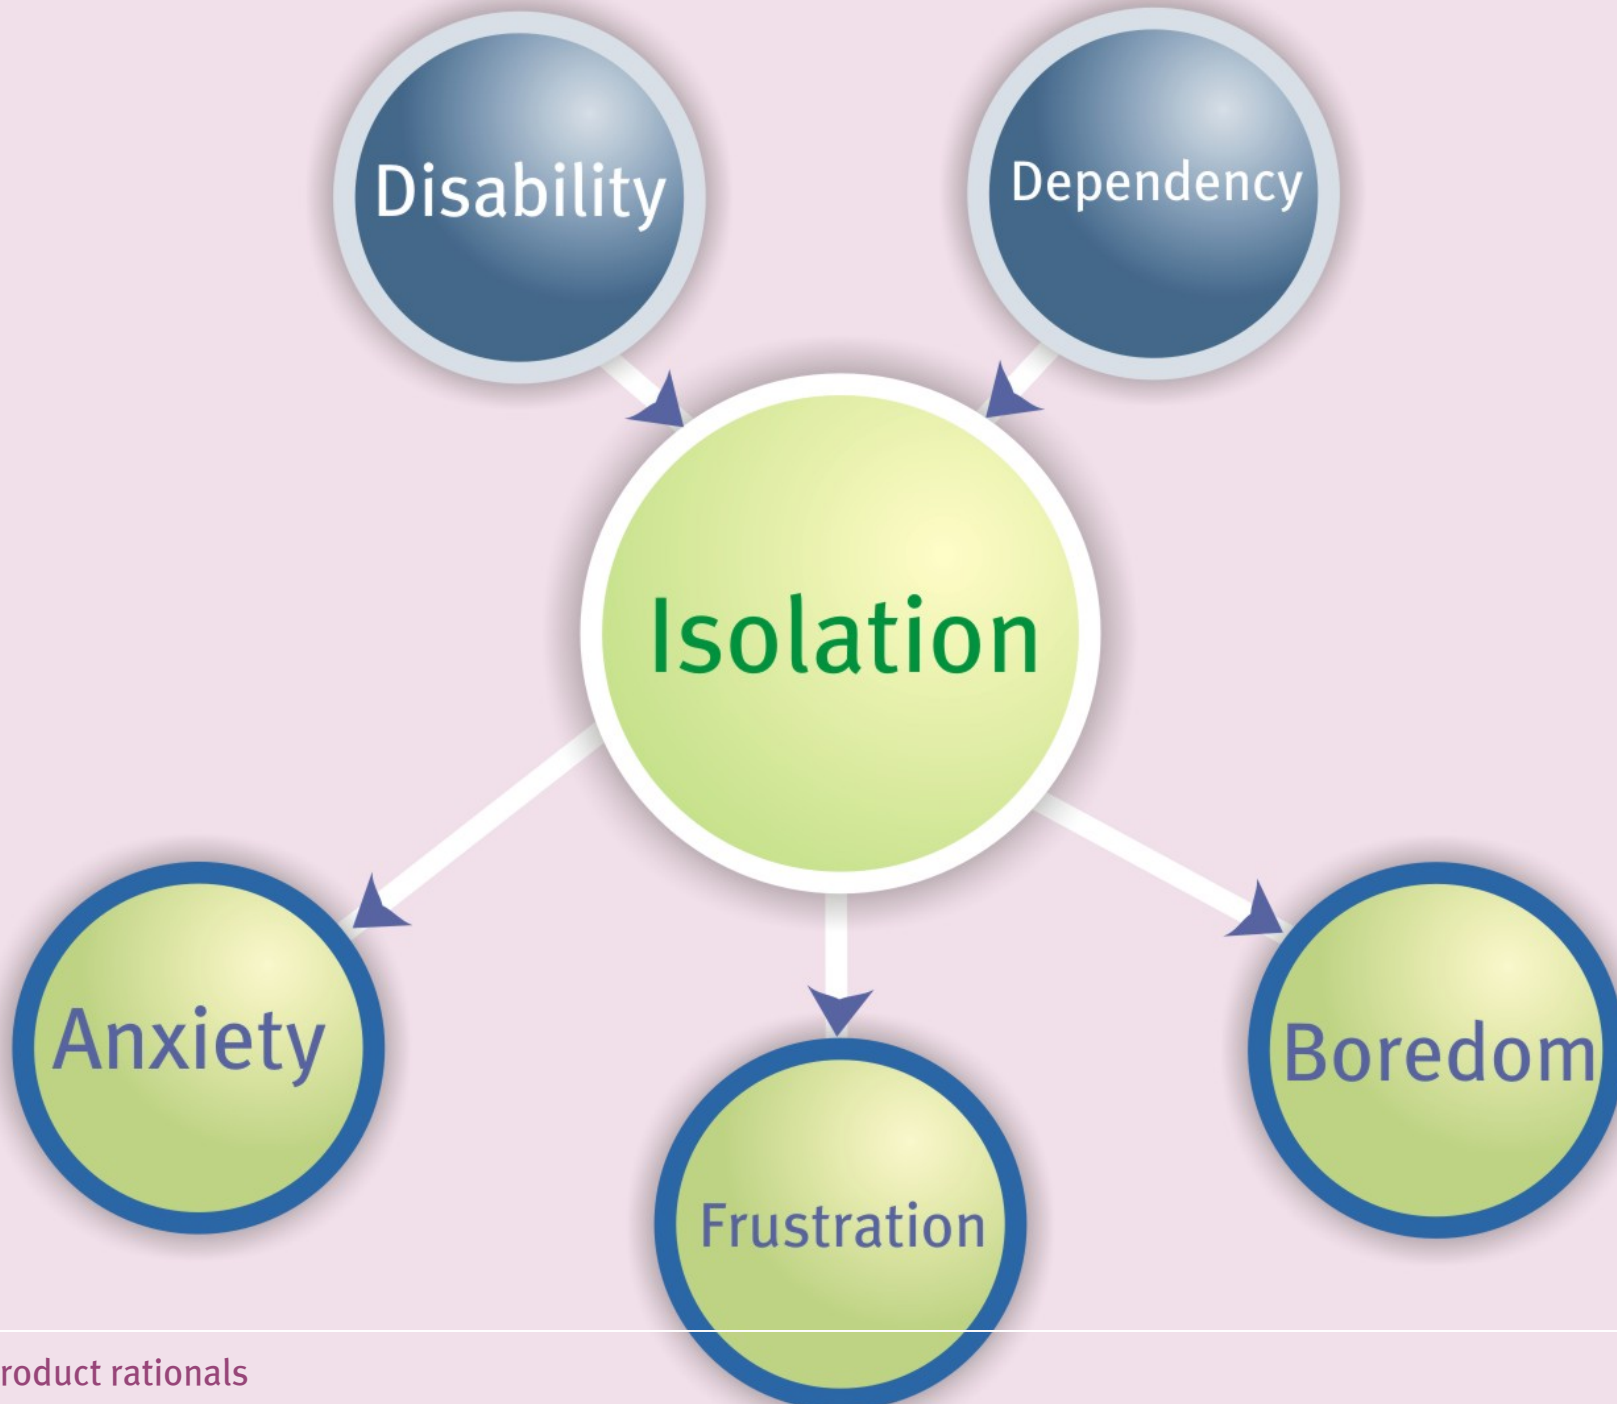 Disability
Dependency
Isolation
Anxiety
Boredom
Frustration
roduct rationals